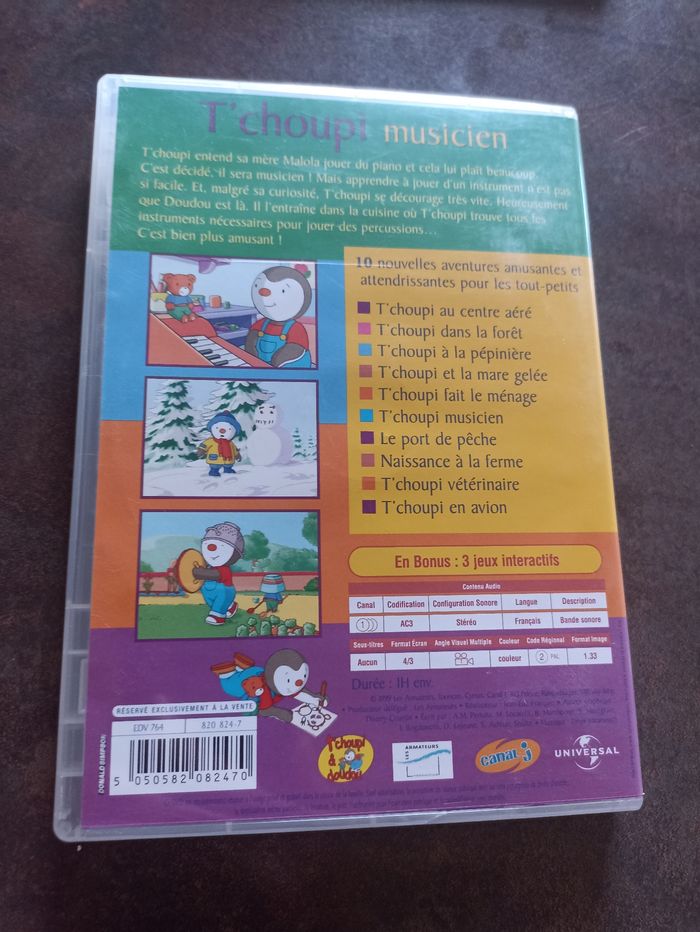 T'choupi musicien
T'choupi entend sa mère Malola jouer du piano et cela lui plaît beaucoup.
C'est décidé, il sera musicien ! Mais apprendre à jouer d'un instrument n'est pas
si facile. Et, malgré sa curiosité, T'choupi se décourage très vite. Heureusement
que Doudou est là. Il l'entraîne dans la cuisine où T'choupi trouve tous les
instruments nécessaires pour jouer des percussions...
C'est bien plus amusant !
10 nouvelles aventures amusantes et
attendrissantes pour les tout-petits
T'choupi au centre aéré
T'choupi dans la forêt
T'choupi à la pépinière
T'choupi et la mare gelée
T'choupi fait le ménage
T'choupi musicien
Le port de pêche
Naissance à la ferme
T'choupi vétérinaire
T'choupi en avion
En Bonus : 3 jeux interactifs
Contenu Audio
Canal Codification Configuration Sonore Langue Description
1 AC3 Stéréo Français Bande sonore
Sous-titres Format Écran Angle Visual Multiple Couleur Code Régional Format Image
Aucun 4/3 couleur 2 PAL 1.33
Durée : 1H env.
RÉSERVÉ EXCLUSIVEMENT À LA VENTE
EDV 764 820 824-7
5 050582 082470
DONALD SIMPSON
T'choupi & doudou
LES ARMATEURS
CANAL J
UNIVERSAL